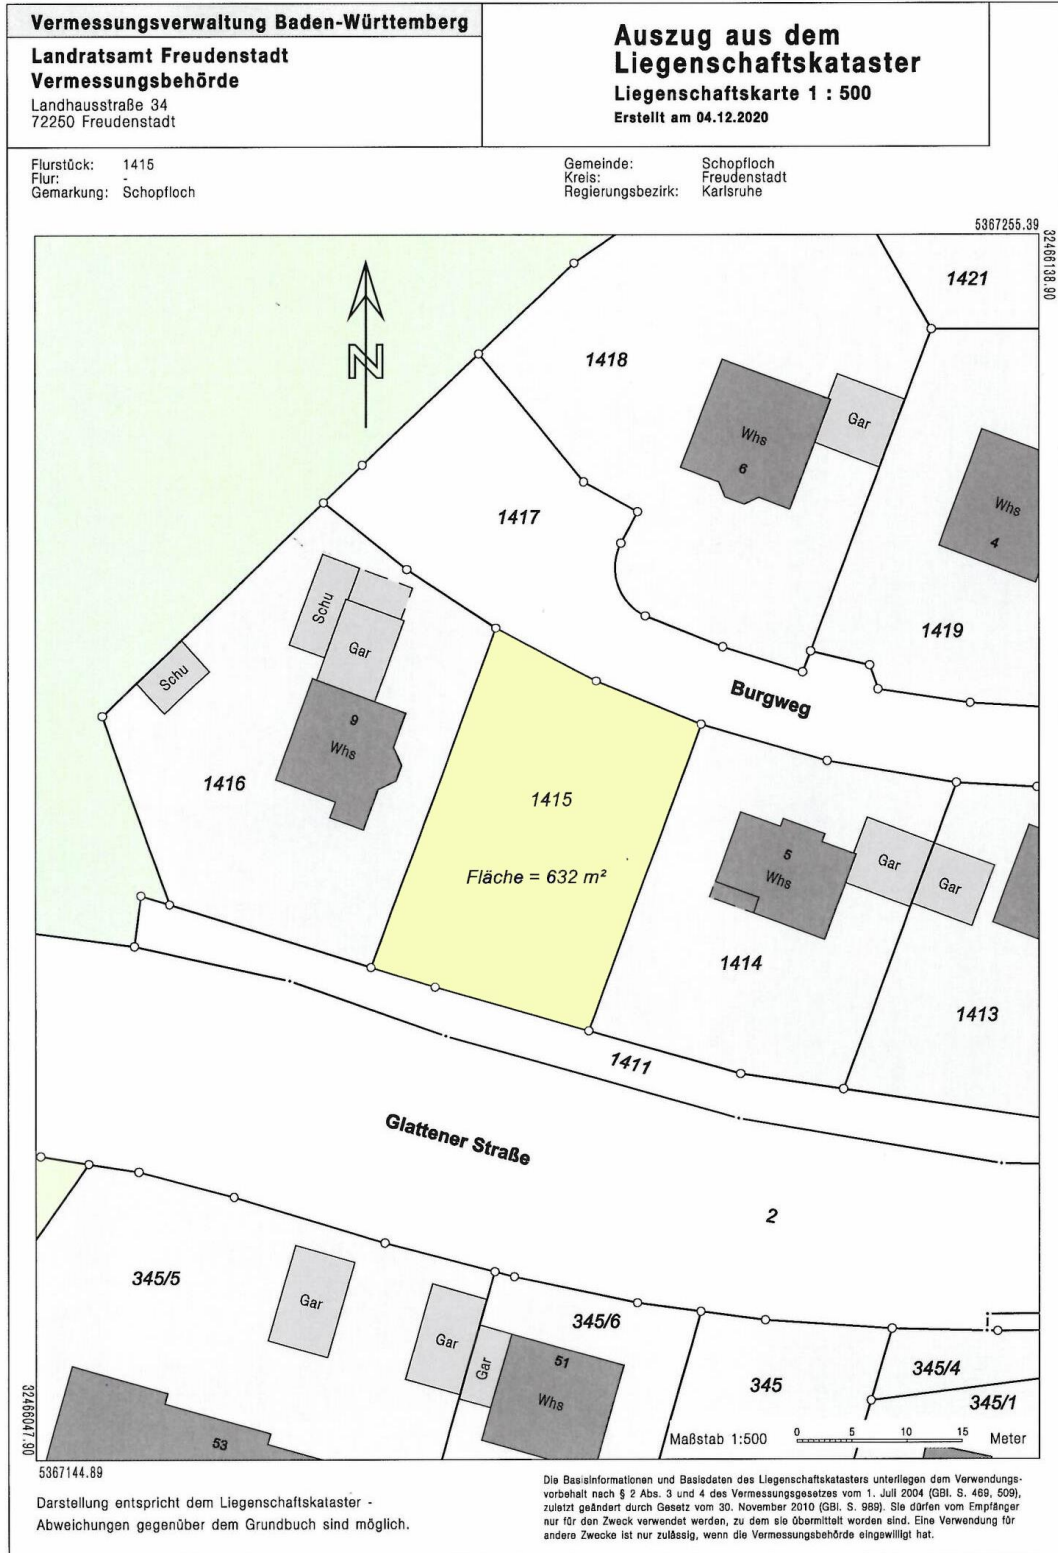 Vermessungsverwaltung Baden-Württemberg
Landratsamt Freudenstadt
Vermessungsbehörde
Landhausstraße 34
72250 Freudenstadt
Auszug aus dem
Liegenschaftskataster
Liegenschaftskarte 1 : 500
Erstellt am 04.12.2020
Flurstück: 1415
Flur: -
Gemarkung: Schopfloch
Gemeinde: Schopfloch
Kreis: Freudenstadt
Regierungsbezirk: Karlsruhe
5367255.39
32466138.90
1421
N
1418
Gar
Whs
6
Whs
4
1417
Schu
1419
Gar
Schu
Burgweg
9
Whs
1416
1415
5
Gar
Whs
Gar
Fläche = 632 m²
1414
1413
1411
Glattener Straße
2
345/5
Gar
345/6
Gar
51
Gar
345/4
Whs
345
345/1
53
Maßstab 1:500
0 5 10 15
Meter
32466047.90
5367144.89
Darstellung entspricht dem Liegenschaftskataster -
Abweichungen gegenüber dem Grundbuch sind möglich.
Die Basisinformationen und Basisdaten des Liegenschaftskatasters unterliegen dem Verwendungs-
vorbehalt nach § 2 Abs. 3 und 4 des Vermessungsgesetzes vom 1. Juli 2004 (GBl. S. 469, 509),
zuletzt geändert durch Gesetz vom 30. November 2010 (GBl. S. 989). Sie dürfen vom Empfänger
nur für den Zweck verwendet werden, zu dem sie übermittelt worden sind. Eine Verwendung für
andere Zwecke ist nur zulässig, wenn die Vermessungsbehörde eingewilligt hat.